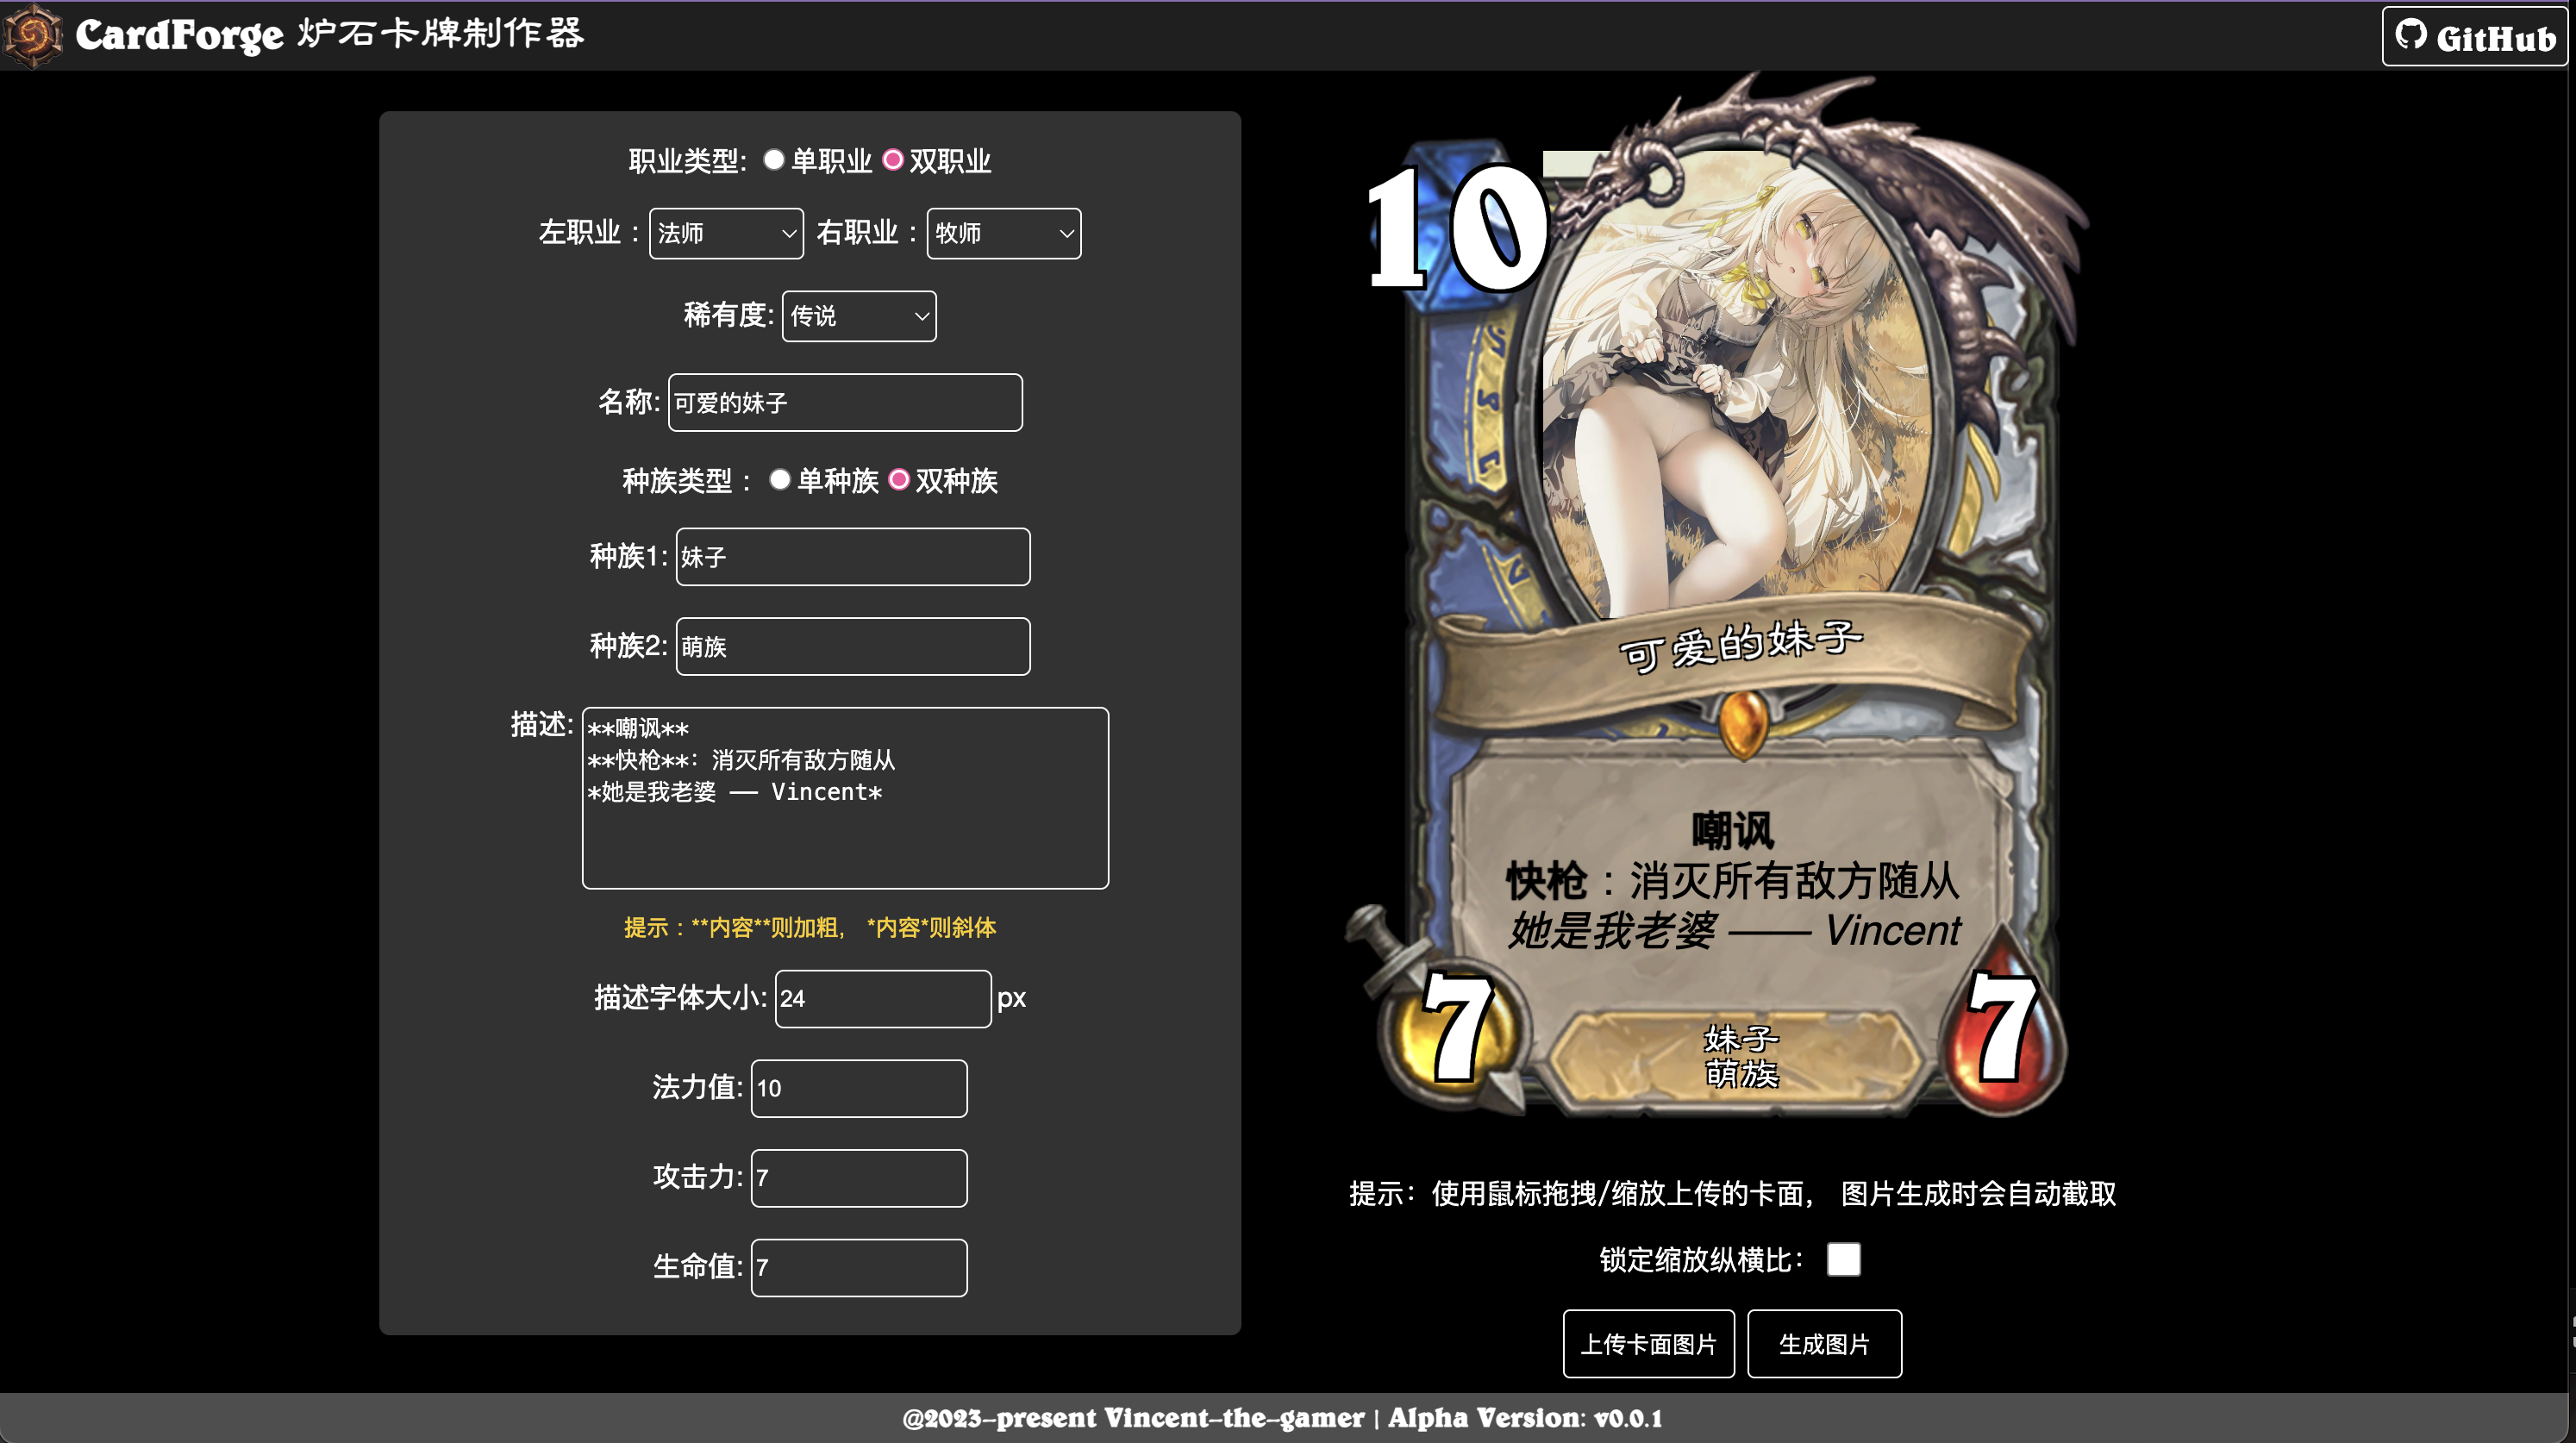 CardForge 炉石卡牌制作器
GitHub
职业类型: 单职业 双职业
左职业： 法师 右职业： 牧师
稀有度: 传说
名称: 可爱的妹子
种族类型： 单种族 双种族
种族1: 妹子
种族2: 萌族
描述: **嘲讽**
**快枪**：消灭所有敌方随从
*她是我老婆 —— Vincent*
提示：**内容**则加粗， *内容*则斜体
描述字体大小: 24 px
法力值: 10
攻击力: 7
生命值: 7
10
可爱的妹子
嘲讽
快枪：消灭所有敌方随从
她是我老婆 —— Vincent
7
7
妹子
萌族
提示：使用鼠标拖拽/缩放上传的卡面， 图片生成时会自动截取
锁定缩放纵横比：
上传卡面图片 生成图片
@2023-present Vincent-the-gamer | Alpha Version: v0.0.1